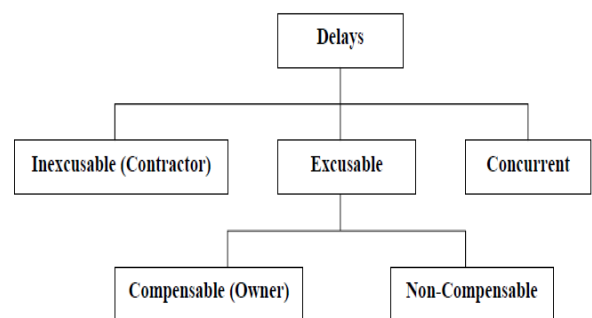 Delays
Inexcusable (Contractor)
Excusable
Concurrent
Compensable (Owner)
Non-Compensable